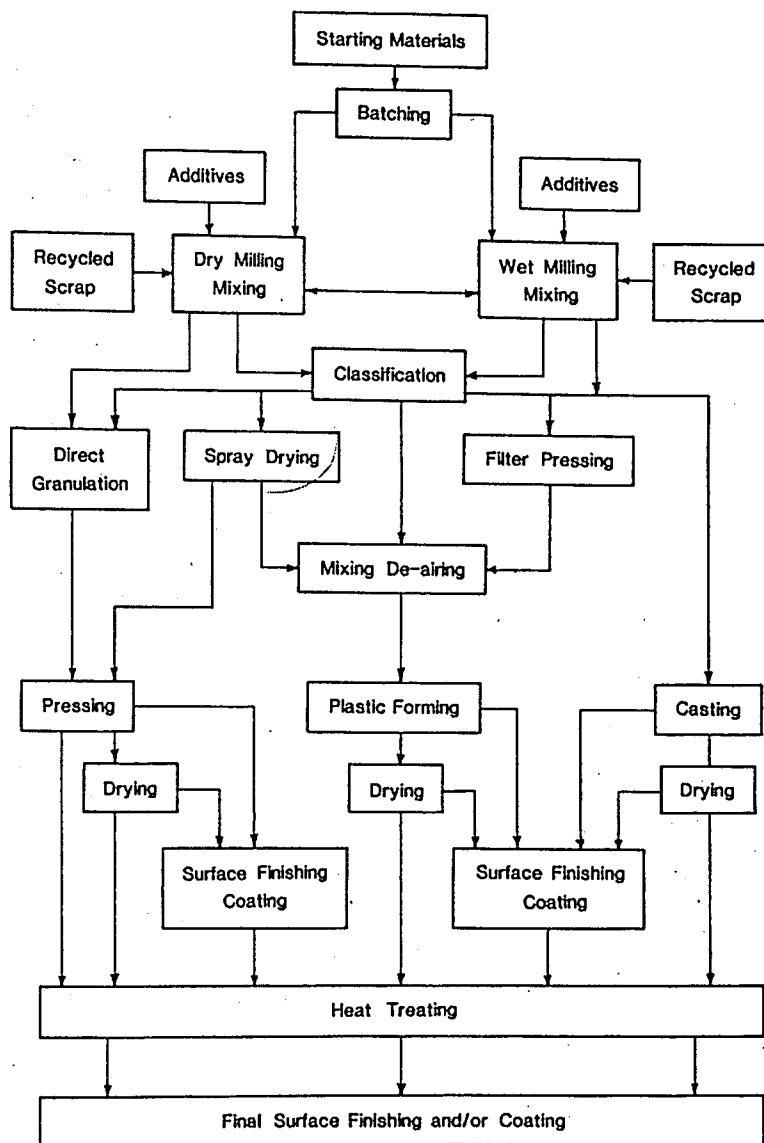 Starting Materials
Batching
Additives
Additives
Recycled
Scrap
Dry Milling
Mixing
Wet Milling
Mixing
Recycled
Scrap
Classification
Direct
Granulation
Spray Drying
Filter Pressing
Mixing De-airing
Pressing
Plastic Forming
Casting
Drying
Drying
Drying
Surface Finishing
Coating
Surface Finishing
Coating
Heat Treating
Final Surface Finishing and/or Coating